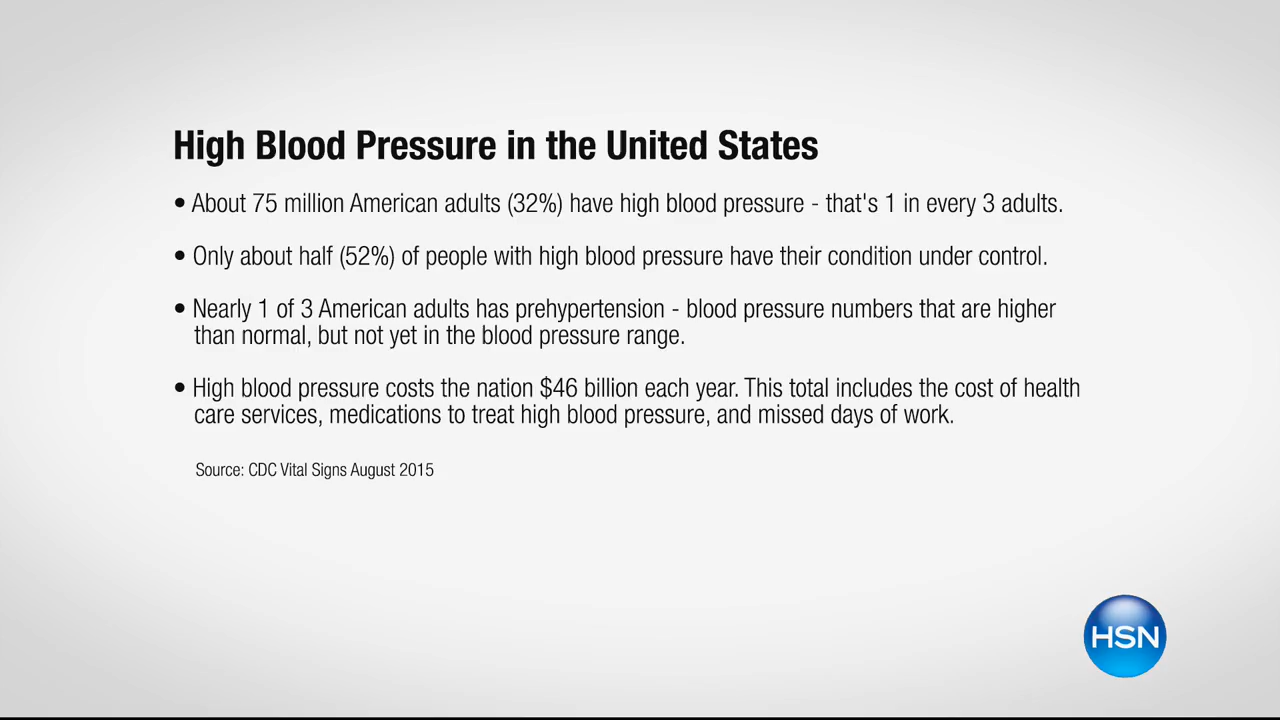 High Blood Pressure in the United States
• About 75 million American adults (32%) have high blood pressure - that's 1 in every 3 adults.
• Only about half (52%) of people with high blood pressure have their condition under control.
• Nearly 1 of 3 American adults has prehypertension - blood pressure numbers that are higher
than normal, but not yet in the blood pressure range.
• High blood pressure costs the nation $46 billion each year. This total includes the cost of health
care services, medications to treat high blood pressure, and missed days of work.
Source: CDC Vital Signs August 2015
HSN